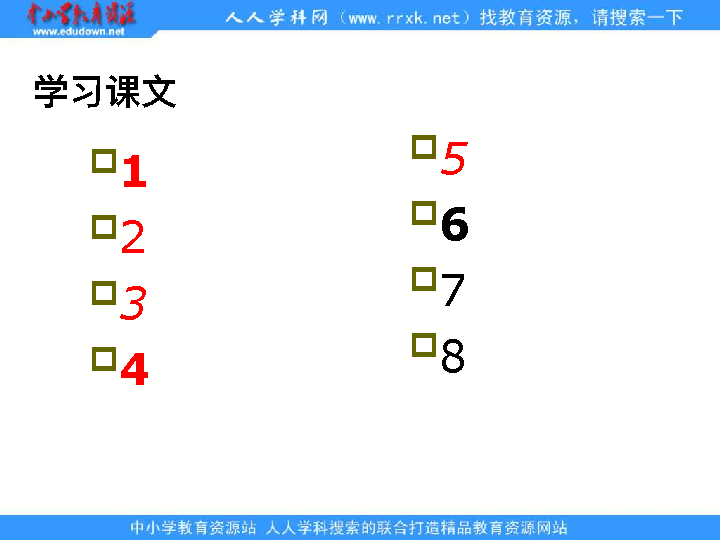 中小学教育资源
www.edudown.net
人人学科网（www.rrxk.net）找教育资源，请搜索一下
学习课文
1
2
3
4
5
6
7
8
中小学教育资源站 人人学科搜索的联合打造精品教育资源网站